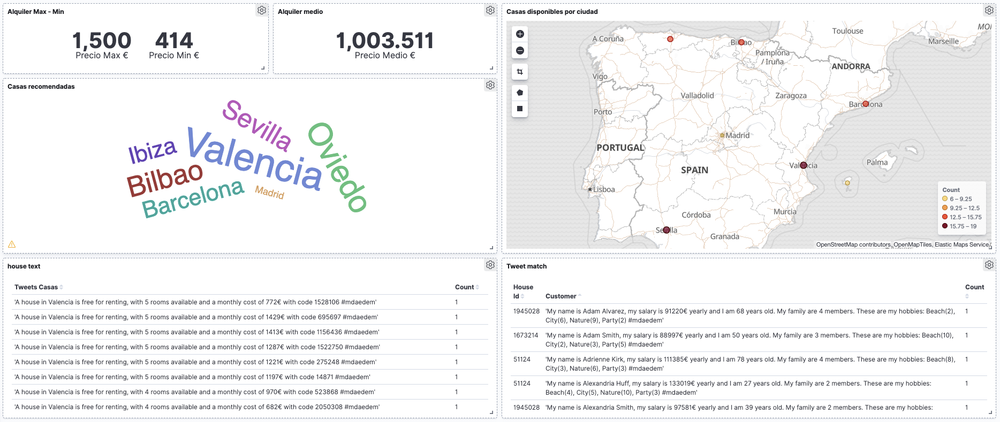 Alquiler Max - Min
1,500 414
Precio Max € Precio Min €
Alquiler medio
1,003.511
Precio Medio €
Casas recomendadas
Sevilla
Oviedo
Ibiza
Valencia
Bilbao
Barcelona
Madrid
Casas disponibles por ciudad
Toulouse
A Coruña
Bilbao
Marseille
Pamplona
/ Iruña
ANDORRA
Vigo
Valladolid
Zaragoza
Barcelona
Porto
Madrid
PORTUGAL
Palma
Valencia
SPAIN
Lisboa
Córdoba
Murcia
Sevilla
Granada
Count
6 – 9.25
9.25 – 12.5
12.5 – 15.75
15.75 – 19
OpenStreetMap contributors, OpenMapTiles, Elastic Maps Service
house text
Tweets Casas Count
'A house in Valencia is free for renting, with 5 rooms available and a monthly cost of 772€ with code 1528106 #mdaedem' 1
'A house in Valencia is free for renting, with 5 rooms available and a monthly cost of 1429€ with code 695697 #mdaedem' 1
'A house in Valencia is free for renting, with 5 rooms available and a monthly cost of 1413€ with code 1156436 #mdaedem' 1
'A house in Valencia is free for renting, with 5 rooms available and a monthly cost of 1287€ with code 1522750 #mdaedem' 1
'A house in Valencia is free for renting, with 5 rooms available and a monthly cost of 1221€ with code 275248 #mdaedem' 1
'A house in Valencia is free for renting, with 5 rooms available and a monthly cost of 1197€ with code 14871 #mdaedem' 1
'A house in Valencia is free for renting, with 4 rooms available and a monthly cost of 970€ with code 523868 #mdaedem' 1
'A house in Valencia is free for renting, with 4 rooms available and a monthly cost of 682€ with code 2050308 #mdaedem' 1
Tweet match
House
Id Customer Count
1945028 'My name is Adam Alvarez, my salary is 91220€ yearly and I am 68 years old. My family are 4 members. These are my hobbies: Beach(2), 1
City(6), Nature(9), Party(2) #mdaedem'
1673214 'My name is Adam Smith, my salary is 88997€ yearly and I am 50 years old. My family are 3 members. These are my hobbies: Beach(10), 1
City(2), Nature(3), Party(5) #mdaedem'
51124 'My name is Adrienne Kirk, my salary is 111385€ yearly and I am 78 years old. My family are 4 members. These are my hobbies: Beach(8), 1
City(3), Nature(6), Party(3) #mdaedem'
51124 'My name is Alexandria Huff, my salary is 133019€ yearly and I am 27 years old. My family are 2 members. These are my hobbies: 1
Beach(4), City(5), Nature(10), Party(3) #mdaedem'
1945028 'My name is Alexandria Smith, my salary is 97581€ yearly and I am 39 years old. My family are 2 members. These are my hobbies: 1